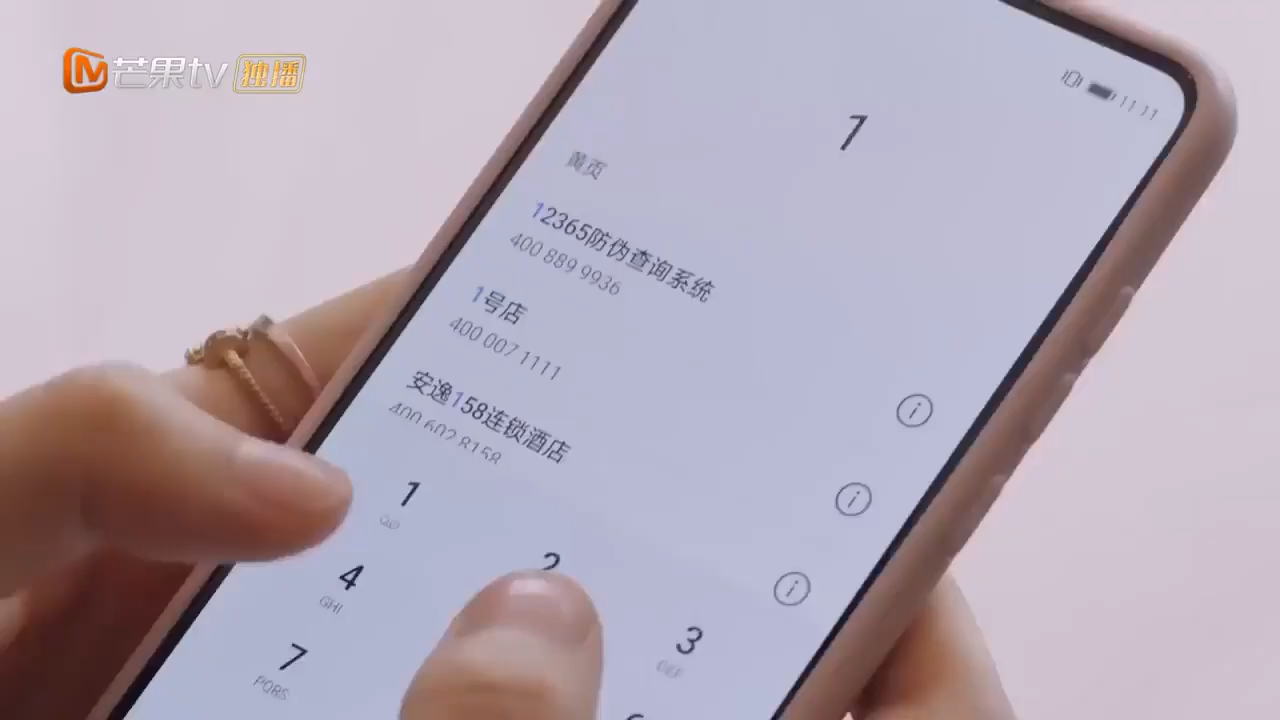 芒果tv 独播
11:11
1
黄页
12365防伪查询系统
400 889 9936
1号店
400 007 1111
安逸158连锁酒店
400 602 8158
1
2
3
DEF
4
GHI
7
PQRS